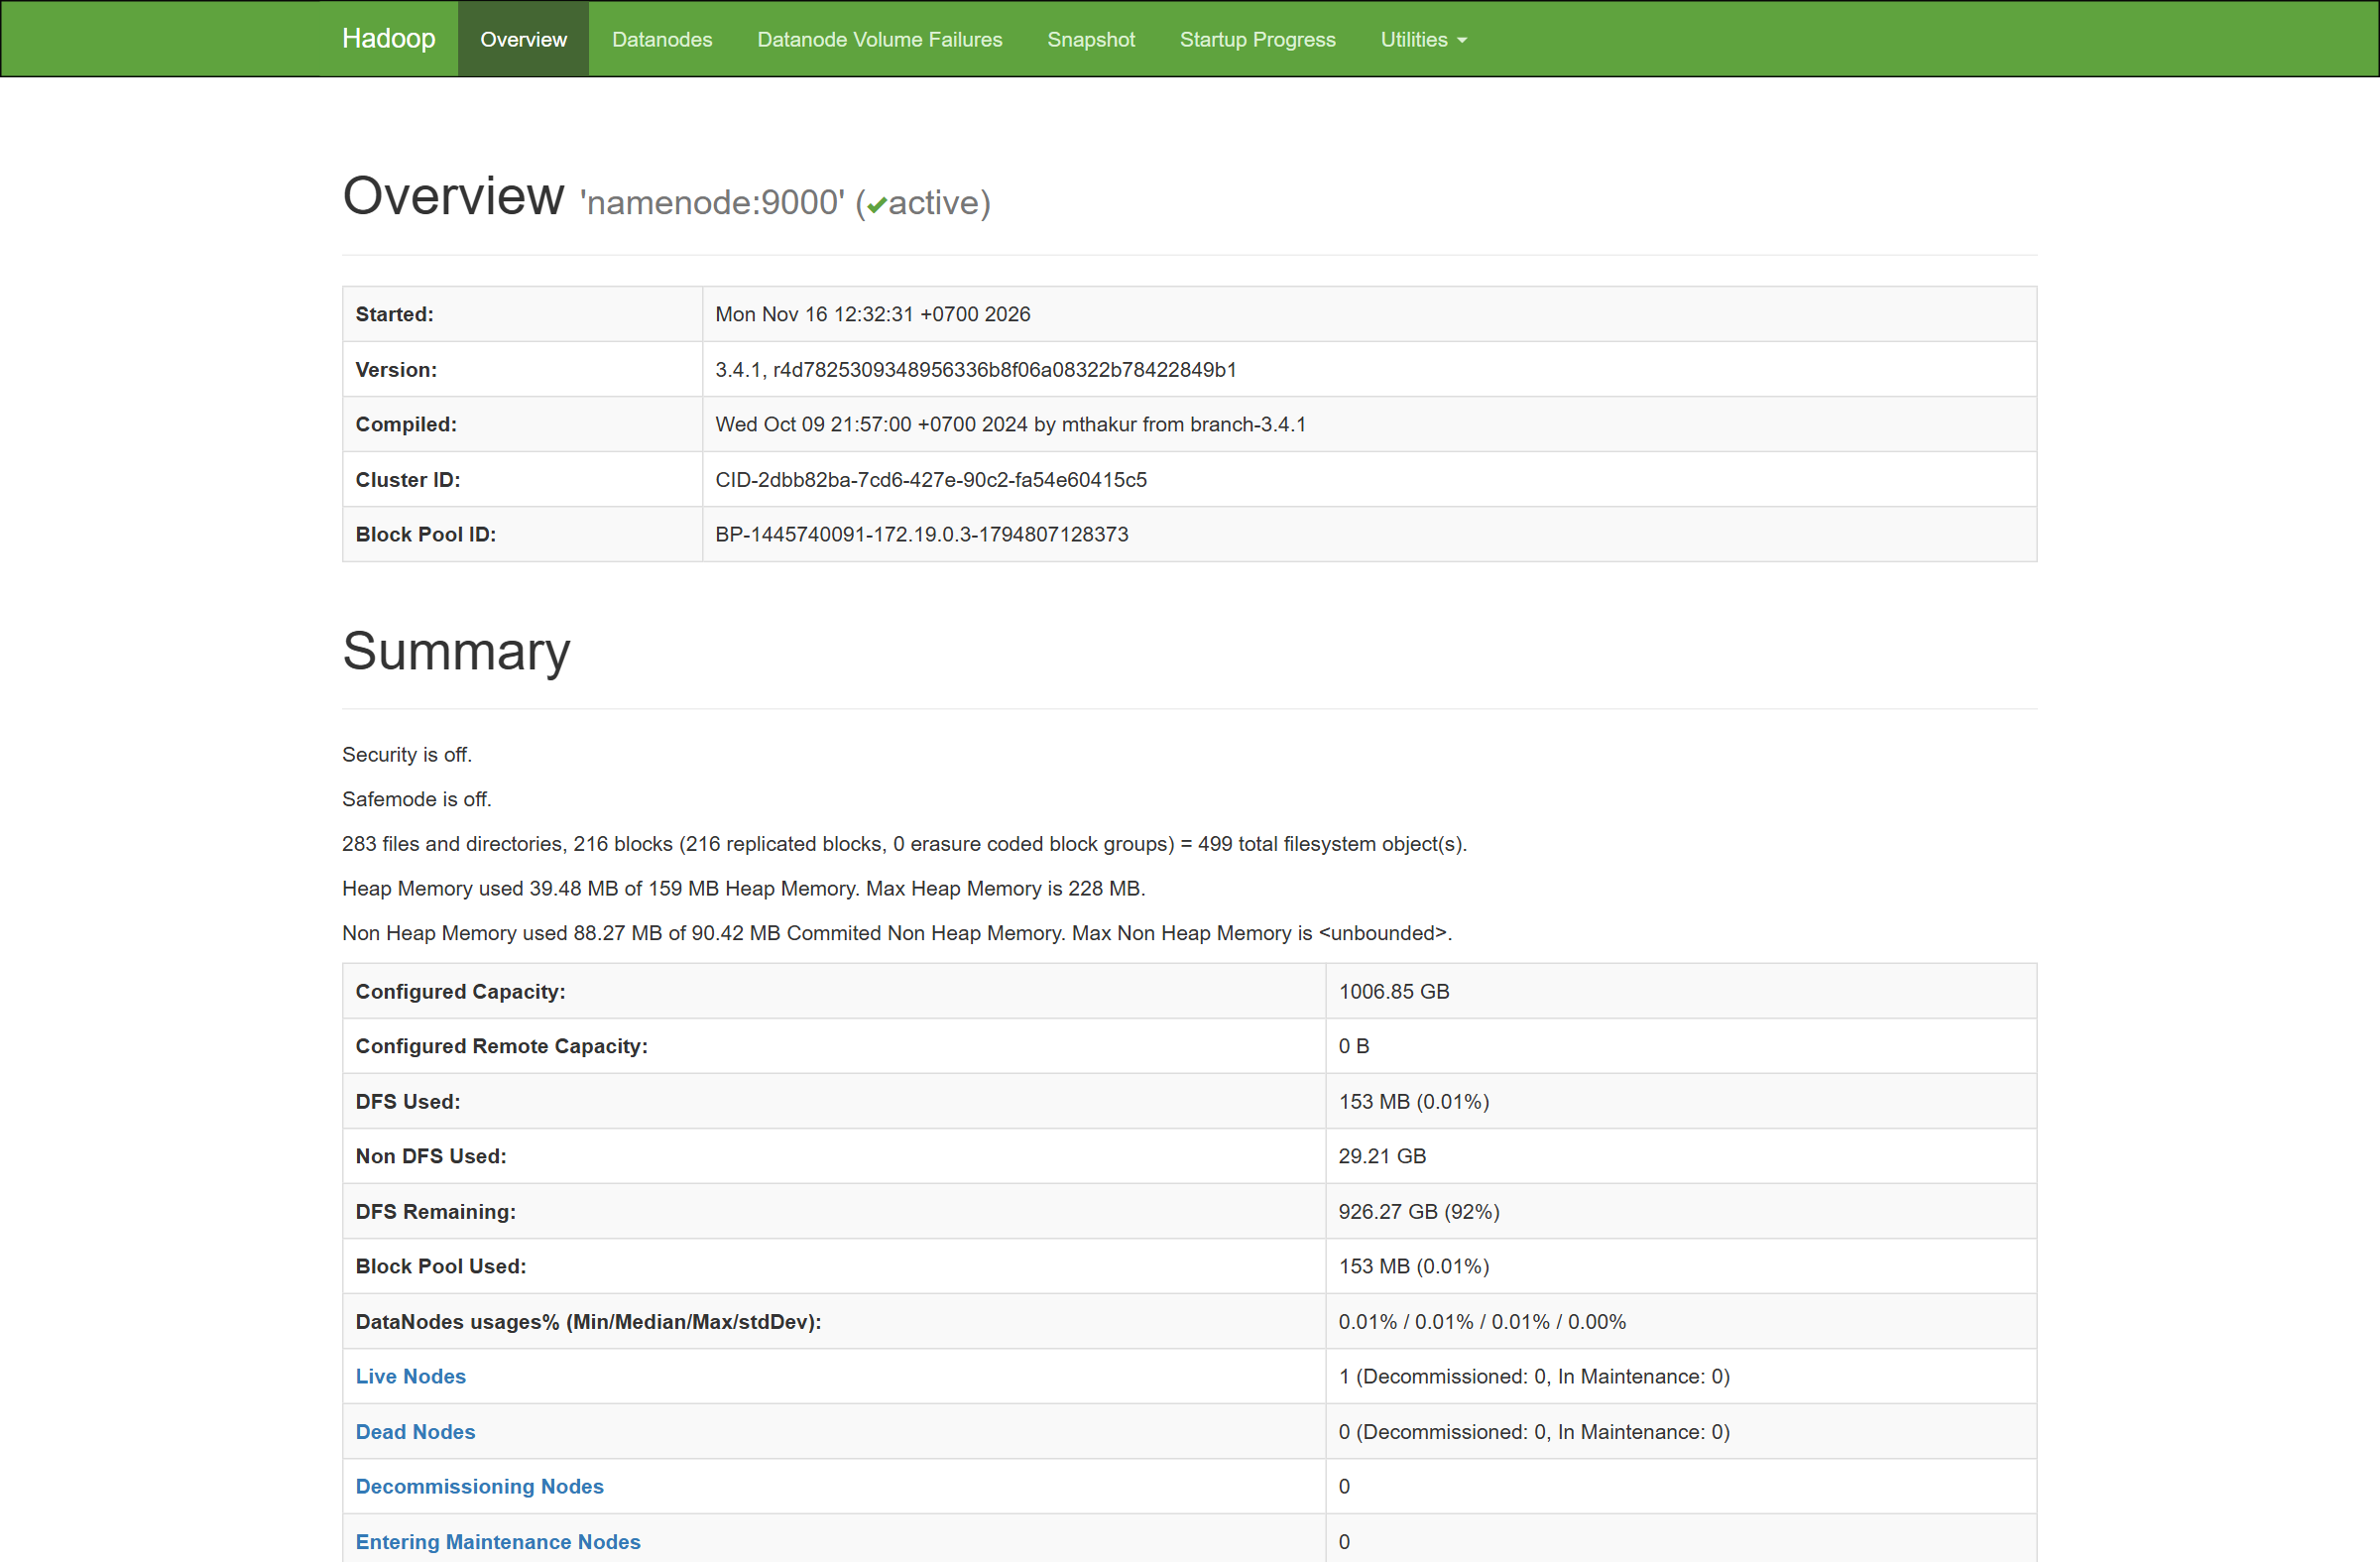 Hadoop Overview Datanodes Datanode Volume Failures Snapshot Startup Progress Utilities
Overview 'namenode:9000' (✔active)
Started: Mon Nov 16 12:32:31 +0700 2026
Version: 3.4.1, r4d7825309348956336b8f06a08322b78422849b1
Compiled: Wed Oct 09 21:57:00 +0700 2024 by mthakur from branch-3.4.1
Cluster ID: CID-2dbb82ba-7cd6-427e-90c2-fa54e60415c5
Block Pool ID: BP-1445740091-172.19.0.3-1794807128373
Summary
Security is off.
Safemode is off.
283 files and directories, 216 blocks (216 replicated blocks, 0 erasure coded block groups) = 499 total filesystem object(s).
Heap Memory used 39.48 MB of 159 MB Heap Memory. Max Heap Memory is 228 MB.
Non Heap Memory used 88.27 MB of 90.42 MB Commited Non Heap Memory. Max Non Heap Memory is <unbounded>.
Configured Capacity: 1006.85 GB
Configured Remote Capacity: 0 B
DFS Used: 153 MB (0.01%)
Non DFS Used: 29.21 GB
DFS Remaining: 926.27 GB (92%)
Block Pool Used: 153 MB (0.01%)
DataNodes usages% (Min/Median/Max/stdDev): 0.01% / 0.01% / 0.01% / 0.00%
Live Nodes 1 (Decommissioned: 0, In Maintenance: 0)
Dead Nodes 0 (Decommissioned: 0, In Maintenance: 0)
Decommissioning Nodes 0
Entering Maintenance Nodes 0